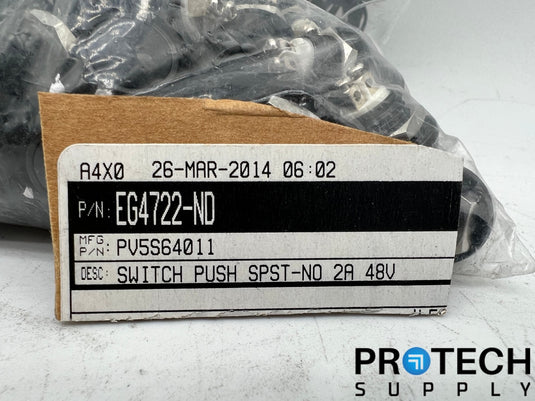 A4X0 26-MAR-2014 06:02
P/N: EG4722-ND
MFG P/N: PV5S64011
DESC: SWITCH PUSH SPST-NO 2A 48V
PROTECH
SUPPLY